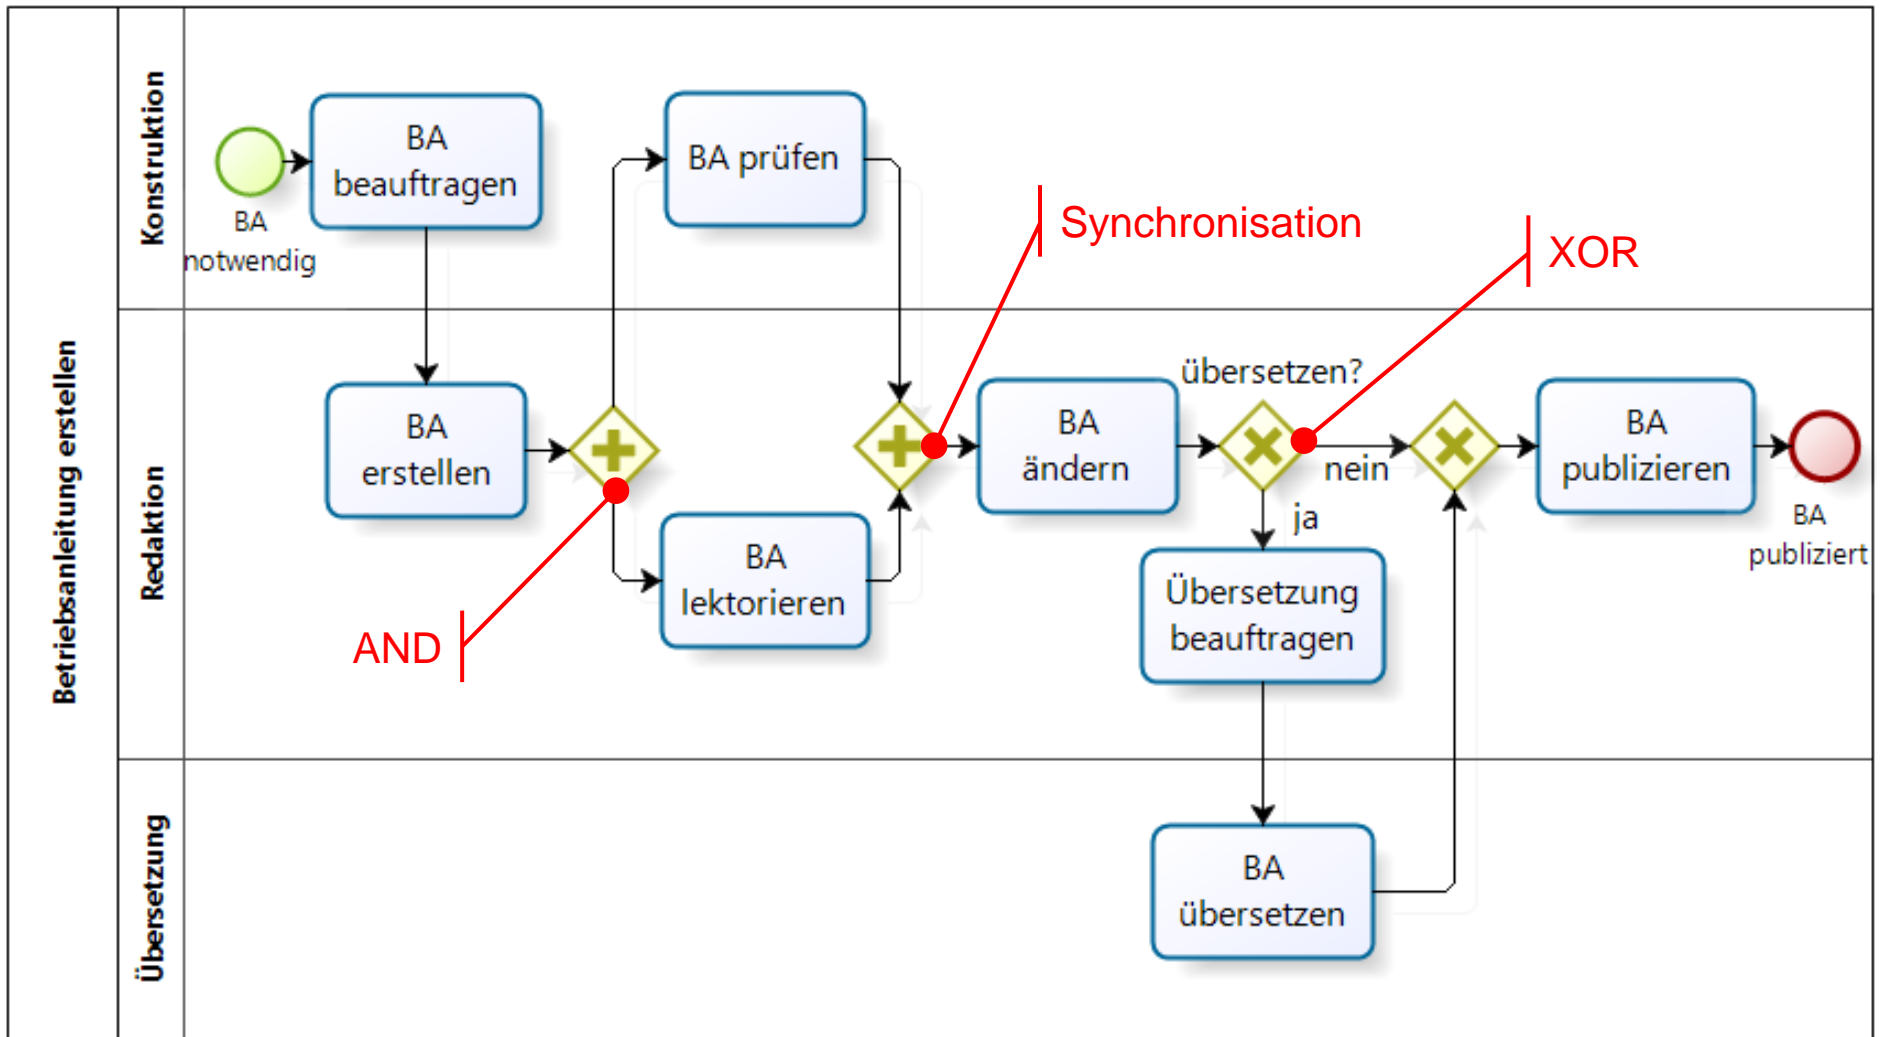 Betriebsanleitung erstellen
Konstruktion
BA
notwendig
BA
beauftragen
BA prüfen
Synchronisation
XOR
Redaktion
BA
erstellen
AND
BA
lektorieren
BA
ändern
übersetzen?
nein
ja
Übersetzung
beauftragen
BA
publizieren
BA
publiziert
Übersetzung
BA
übersetzen